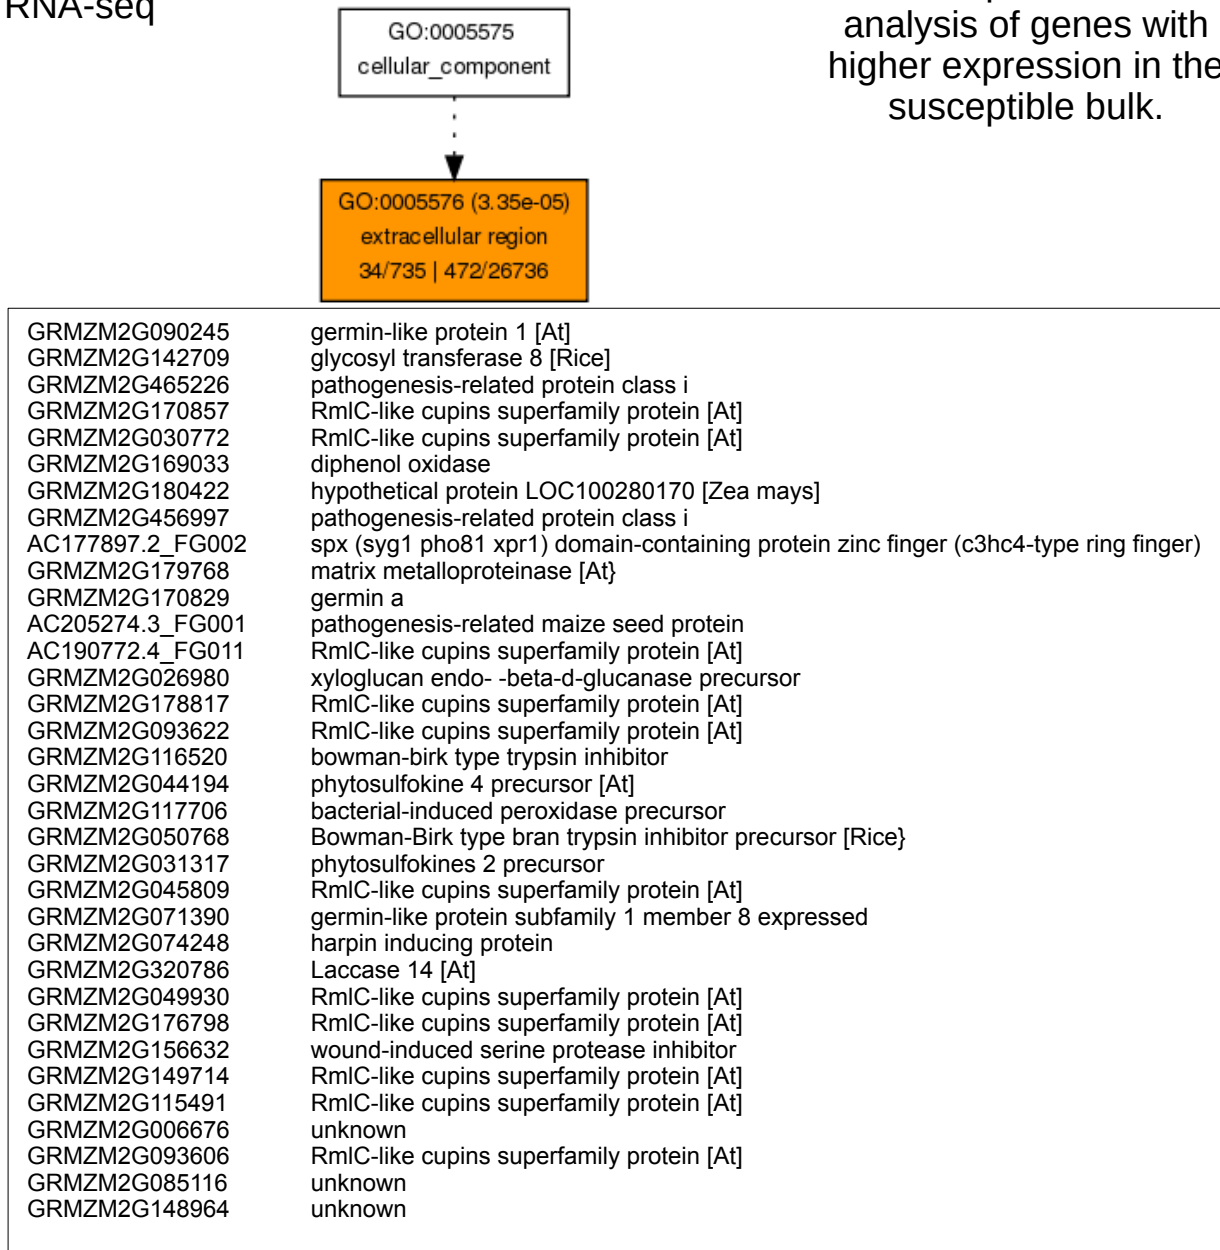 RNA-seq
analysis of genes with
higher expression in the
susceptible bulk.
GO:0005575
cellular_component
GO:0005576 (3.35e-05)
extracellular region
34/735 | 472/26736
GRMZM2G090245 germin-like protein 1 [At]
GRMZM2G142709 glycosyl transferase 8 [Rice]
GRMZM2G465226 pathogenesis-related protein class i
GRMZM2G170857 RmlC-like cupins superfamily protein [At]
GRMZM2G030772 RmlC-like cupins superfamily protein [At]
GRMZM2G169033 diphenol oxidase
GRMZM2G180422 hypothetical protein LOC100280170 [Zea mays]
GRMZM2G456997 pathogenesis-related protein class i
AC177897.2_FG002 spx (syg1 pho81 xpr1) domain-containing protein zinc finger (c3hc4-type ring finger)
GRMZM2G179768 matrix metalloproteinase [At}
GRMZM2G170829 germin a
AC205274.3_FG001 pathogenesis-related maize seed protein
AC190772.4_FG011 RmlC-like cupins superfamily protein [At]
GRMZM2G026980 xyloglucan endo- -beta-d-glucanase precursor
GRMZM2G178817 RmlC-like cupins superfamily protein [At]
GRMZM2G093622 RmlC-like cupins superfamily protein [At]
GRMZM2G116520 bowman-birk type trypsin inhibitor
GRMZM2G044194 phytosulfokine 4 precursor [At]
GRMZM2G117706 bacterial-induced peroxidase precursor
GRMZM2G050768 Bowman-Birk type bran trypsin inhibitor precursor [Rice}
GRMZM2G031317 phytosulfokines 2 precursor
GRMZM2G045809 RmlC-like cupins superfamily protein [At]
GRMZM2G071390 germin-like protein subfamily 1 member 8 expressed
GRMZM2G074248 harpin inducing protein
GRMZM2G320786 Laccase 14 [At]
GRMZM2G049930 RmlC-like cupins superfamily protein [At]
GRMZM2G176798 RmlC-like cupins superfamily protein [At]
GRMZM2G156632 wound-induced serine protease inhibitor
GRMZM2G149714 RmlC-like cupins superfamily protein [At]
GRMZM2G115491 RmlC-like cupins superfamily protein [At]
GRMZM2G006676 unknown
GRMZM2G093606 RmlC-like cupins superfamily protein [At]
GRMZM2G085116 unknown
GRMZM2G148964 unknown